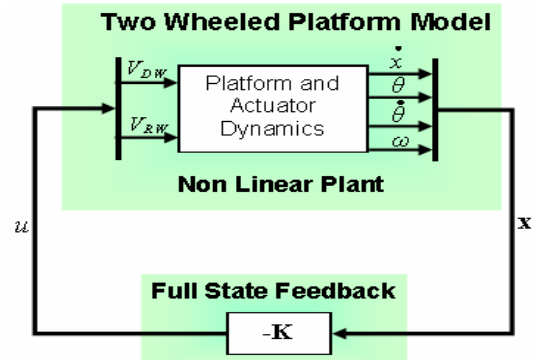 Two Wheeled Platform Model
V_DW
V_RW
Platform and
Actuator
Dynamics
ẋ
θ
θ̇
ω
Non Linear Plant
u
x
Full State Feedback
-K